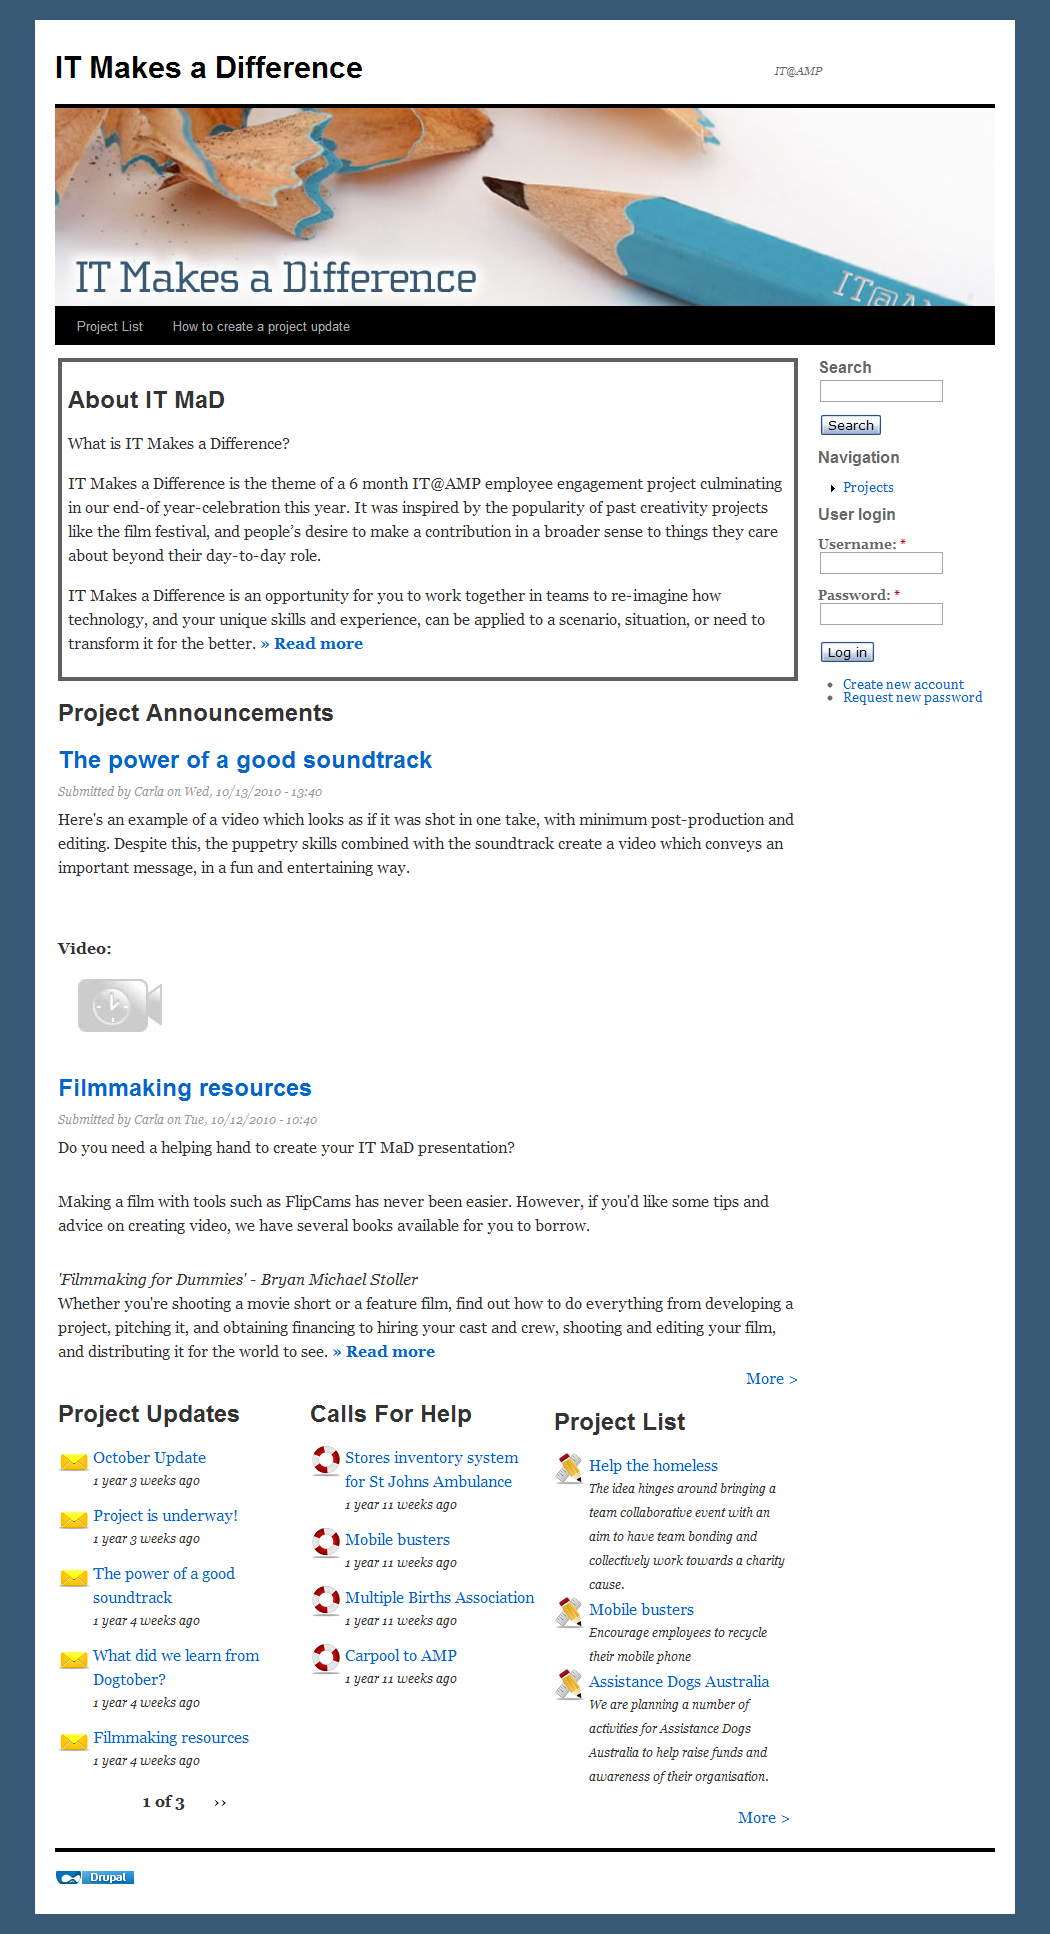 IT Makes a Difference
IT@AMP
IT Makes a Difference
IT@AM
Project List
How to create a project update
About IT MaD
What is IT Makes a Difference?
IT Makes a Difference is the theme of a 6 month IT@AMP employee engagement project culminating
in our end-of year-celebration this year. It was inspired by the popularity of past creativity projects
like the film festival, and people’s desire to make a contribution in a broader sense to things they care
about beyond their day-to-day role.
IT Makes a Difference is an opportunity for you to work together in teams to re-imagine how
technology, and your unique skills and experience, can be applied to a scenario, situation, or need to
transform it for the better. » Read more
Search
Search
Navigation
Projects
User login
Username: *
Password: *
Log in
Create new account
Request new password
Project Announcements
The power of a good soundtrack
Submitted by Carla on Wed, 10/13/2010 - 13:40
Here's an example of a video which looks as if it was shot in one take, with minimum post-production and
editing. Despite this, the puppetry skills combined with the soundtrack create a video which conveys an
important message, in a fun and entertaining way.
Video:
Filmmaking resources
Submitted by Carla on Tue, 10/12/2010 - 10:40
Do you need a helping hand to create your IT MaD presentation?
Making a film with tools such as FlipCams has never been easier. However, if you'd like some tips and
advice on creating video, we have several books available for you to borrow.
'Filmmaking for Dummies' - Bryan Michael Stoller
Whether you're shooting a movie short or a feature film, find out how to do everything from developing a
project, pitching it, and obtaining financing to hiring your cast and crew, shooting and editing your film,
and distributing it for the world to see. » Read more
More >
Project Updates
October Update
1 year 3 weeks ago
Project is underway!
1 year 3 weeks ago
The power of a good
soundtrack
1 year 4 weeks ago
What did we learn from
Dogtober?
1 year 4 weeks ago
Filmmaking resources
1 year 4 weeks ago
1 of 3
››
Calls For Help
Stores inventory system
for St Johns Ambulance
1 year 11 weeks ago
Mobile busters
1 year 11 weeks ago
Multiple Births Association
1 year 11 weeks ago
Carpool to AMP
1 year 11 weeks ago
Project List
Help the homeless
The idea hinges around bringing a
team collaborative event with an
aim to have team bonding and
collectively work towards a charity
cause.
Mobile busters
Encourage employees to recycle
their mobile phone
Assistance Dogs Australia
We are planning a number of
activities for Assistance Dogs
Australia to help raise funds and
awareness of their organisation.
More >
Drupal